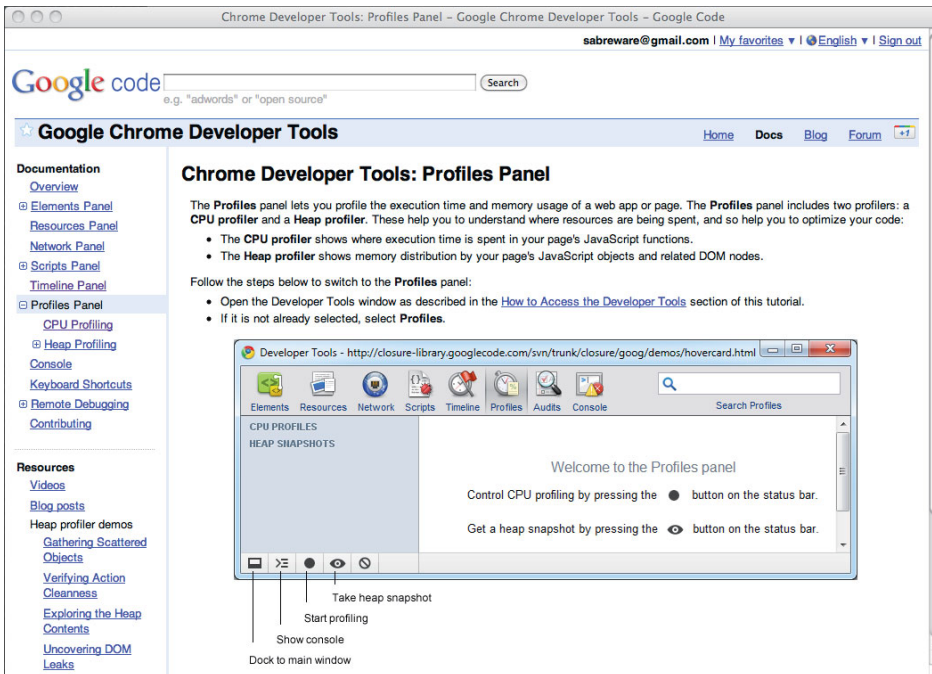 Chrome Developer Tools: Profiles Panel – Google Chrome Developer Tools – Google Code
sabreware@gmail.com | My favorites ▼ | English ▼ | Sign out
Google code
Search
e.g. "adwords" or "open source"
Google Chrome Developer Tools
Home Docs Blog Forum +1
Documentation
Overview
Elements Panel
Resources Panel
Network Panel
Scripts Panel
Timeline Panel
Profiles Panel
CPU Profiling
Heap Profiling
Console
Keyboard Shortcuts
Remote Debugging
Contributing
Resources
Videos
Blog posts
Heap profiler demos
Gathering Scattered
Objects
Verifying Action
Cleanness
Exploring the Heap
Contents
Uncovering DOM
Leaks
Chrome Developer Tools: Profiles Panel
The Profiles panel lets you profile the execution time and memory usage of a web app or page. The Profiles panel includes two profilers: a
CPU profiler and a Heap profiler. These help you to understand where resources are being spent, and so help you to optimize your code:
• The CPU profiler shows where execution time is spent in your page's JavaScript functions.
• The Heap profiler shows memory distribution by your page's JavaScript objects and related DOM nodes.
Follow the steps below to switch to the Profiles panel:
• Open the Developer Tools window as described in the How to Access the Developer Tools section of this tutorial.
• If it is not already selected, select Profiles.
Developer Tools - http://closure-library.googlecode.com/svn/trunk/closure/goog/demos/hovercard.html
Elements Resources Network Scripts Timeline Profiles Audits Console Search Profiles
CPU PROFILES
HEAP SNAPSHOTS
Welcome to the Profiles panel
Control CPU profiling by pressing the button on the status bar.
Get a heap snapshot by pressing the button on the status bar.
Take heap snapshot
Start profiling
Show console
Dock to main window